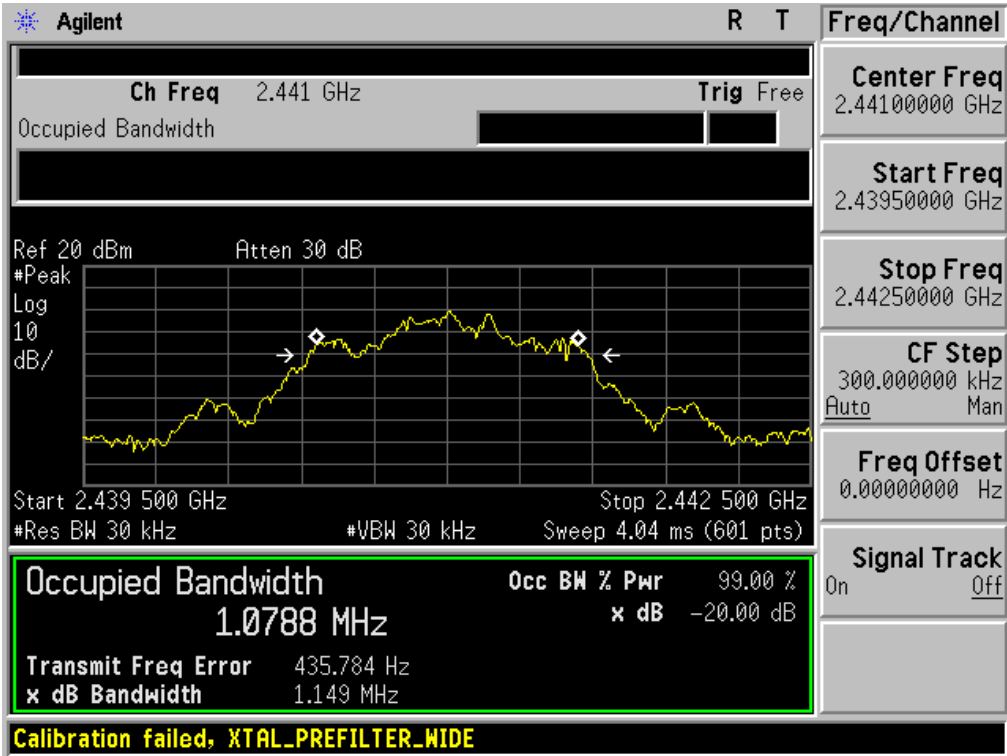 Agilent R T Freq/Channel
Ch Freq 2.441 GHz Trig Free
Occupied Bandwidth
Center Freq
2.44100000 GHz
Start Freq
2.43950000 GHz
Stop Freq
2.44250000 GHz
CF Step
300.000000 kHz
Auto Man
Freq Offset
0.00000000 Hz
Signal Track
On Off
Ref 20 dBm Atten 30 dB
#Peak
Log
10
dB/
Start 2.439 500 GHz Stop 2.442 500 GHz
#Res BW 30 kHz #VBW 30 kHz Sweep 4.04 ms (601 pts)
Occupied Bandwidth
1.0788 MHz
Occ BW % Pwr 99.00 %
x dB -20.00 dB
Transmit Freq Error 435.784 Hz
x dB Bandwidth 1.149 MHz
Calibration failed, XTAL_PREFILTER_WIDE